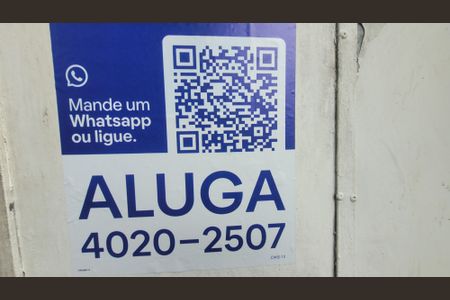 Mande um
Whatsapp
ou ligue.
ALUGA
4020-2507